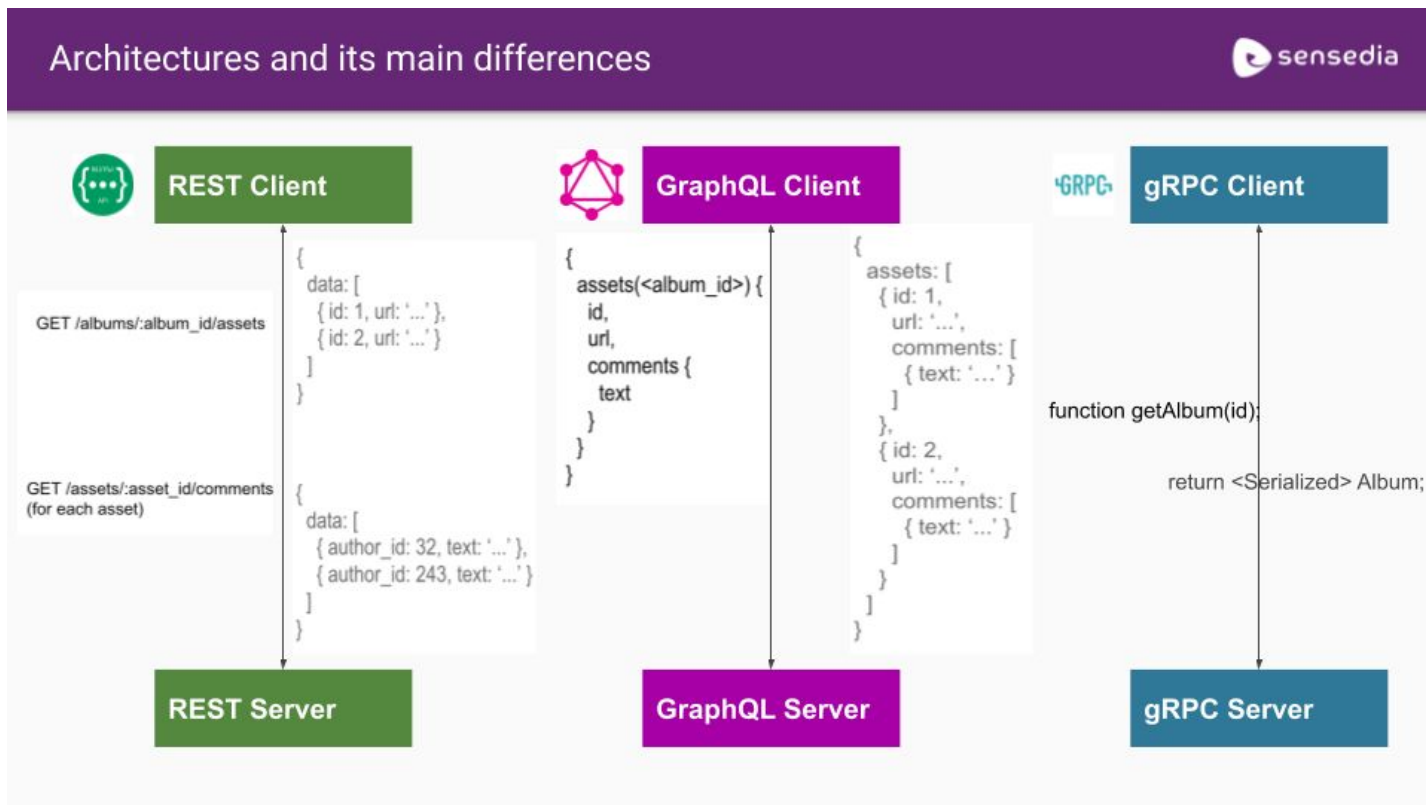 Architectures and its main differences
sensedia
REST Client
GET /albums/:album_id/assets
{
data: [
{ id: 1, url: ‘...’ },
{ id: 2, url: ‘...’ }
]
}
GET /assets/:asset_id/comments
(for each asset)
{
data: [
{ author_id: 32, text: ‘...’ },
{ author_id: 243, text: ‘...’ }
]
}
REST Server
GraphQL Client
{
assets(<album_id>) {
id,
url,
comments {
text
}
}
}
{
assets: [
{ id: 1,
url: ‘...’,
comments: [
{ text: ‘...’ }
]
},
{ id: 2,
url: ‘...’,
comments: [
{ text: ‘...’ }
]
}
]
}
GraphQL Server
GRPC
gRPC Client
function getAlbum(id);
return <Serialized> Album;
gRPC Server